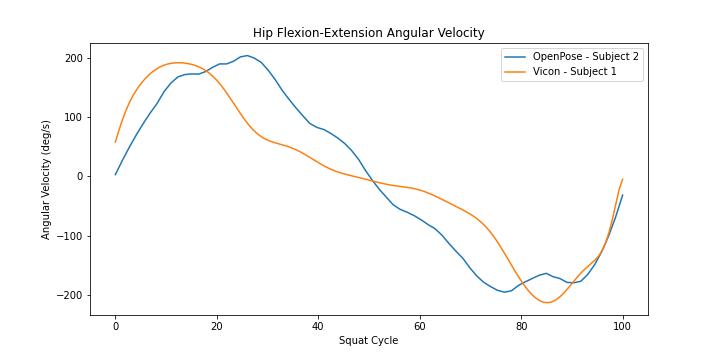 Hip Flexion-Extension Angular Velocity
OpenPose - Subject 2
Vicon - Subject 1
Angular Velocity (deg/s)
200
100
0
−100
−200
0
20
40
60
80
100
Squat Cycle